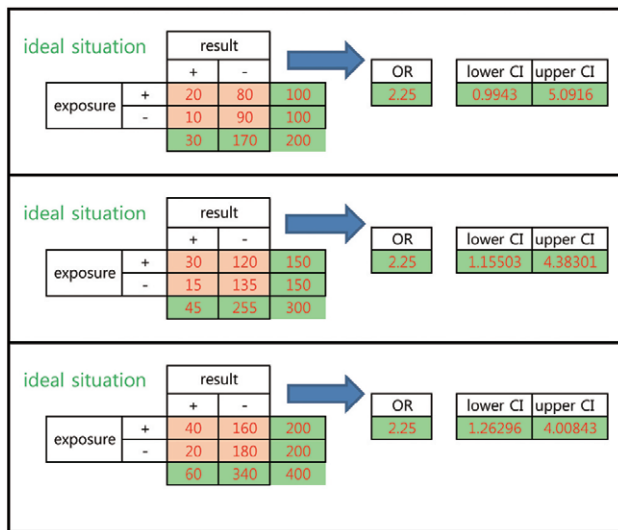 ideal situation
result
+ -
OR lower CI upper CI
exposure + 20 80 100 2.25 0.9943 5.0916
- 10 90 100
30 170 200
ideal situation
result
+ -
OR lower CI upper CI
exposure + 30 120 150 2.25 1.15503 4.38301
- 15 135 150
45 255 300
ideal situation
result
+ -
OR lower CI upper CI
exposure + 40 160 200 2.25 1.26296 4.00843
- 20 180 200
60 340 400